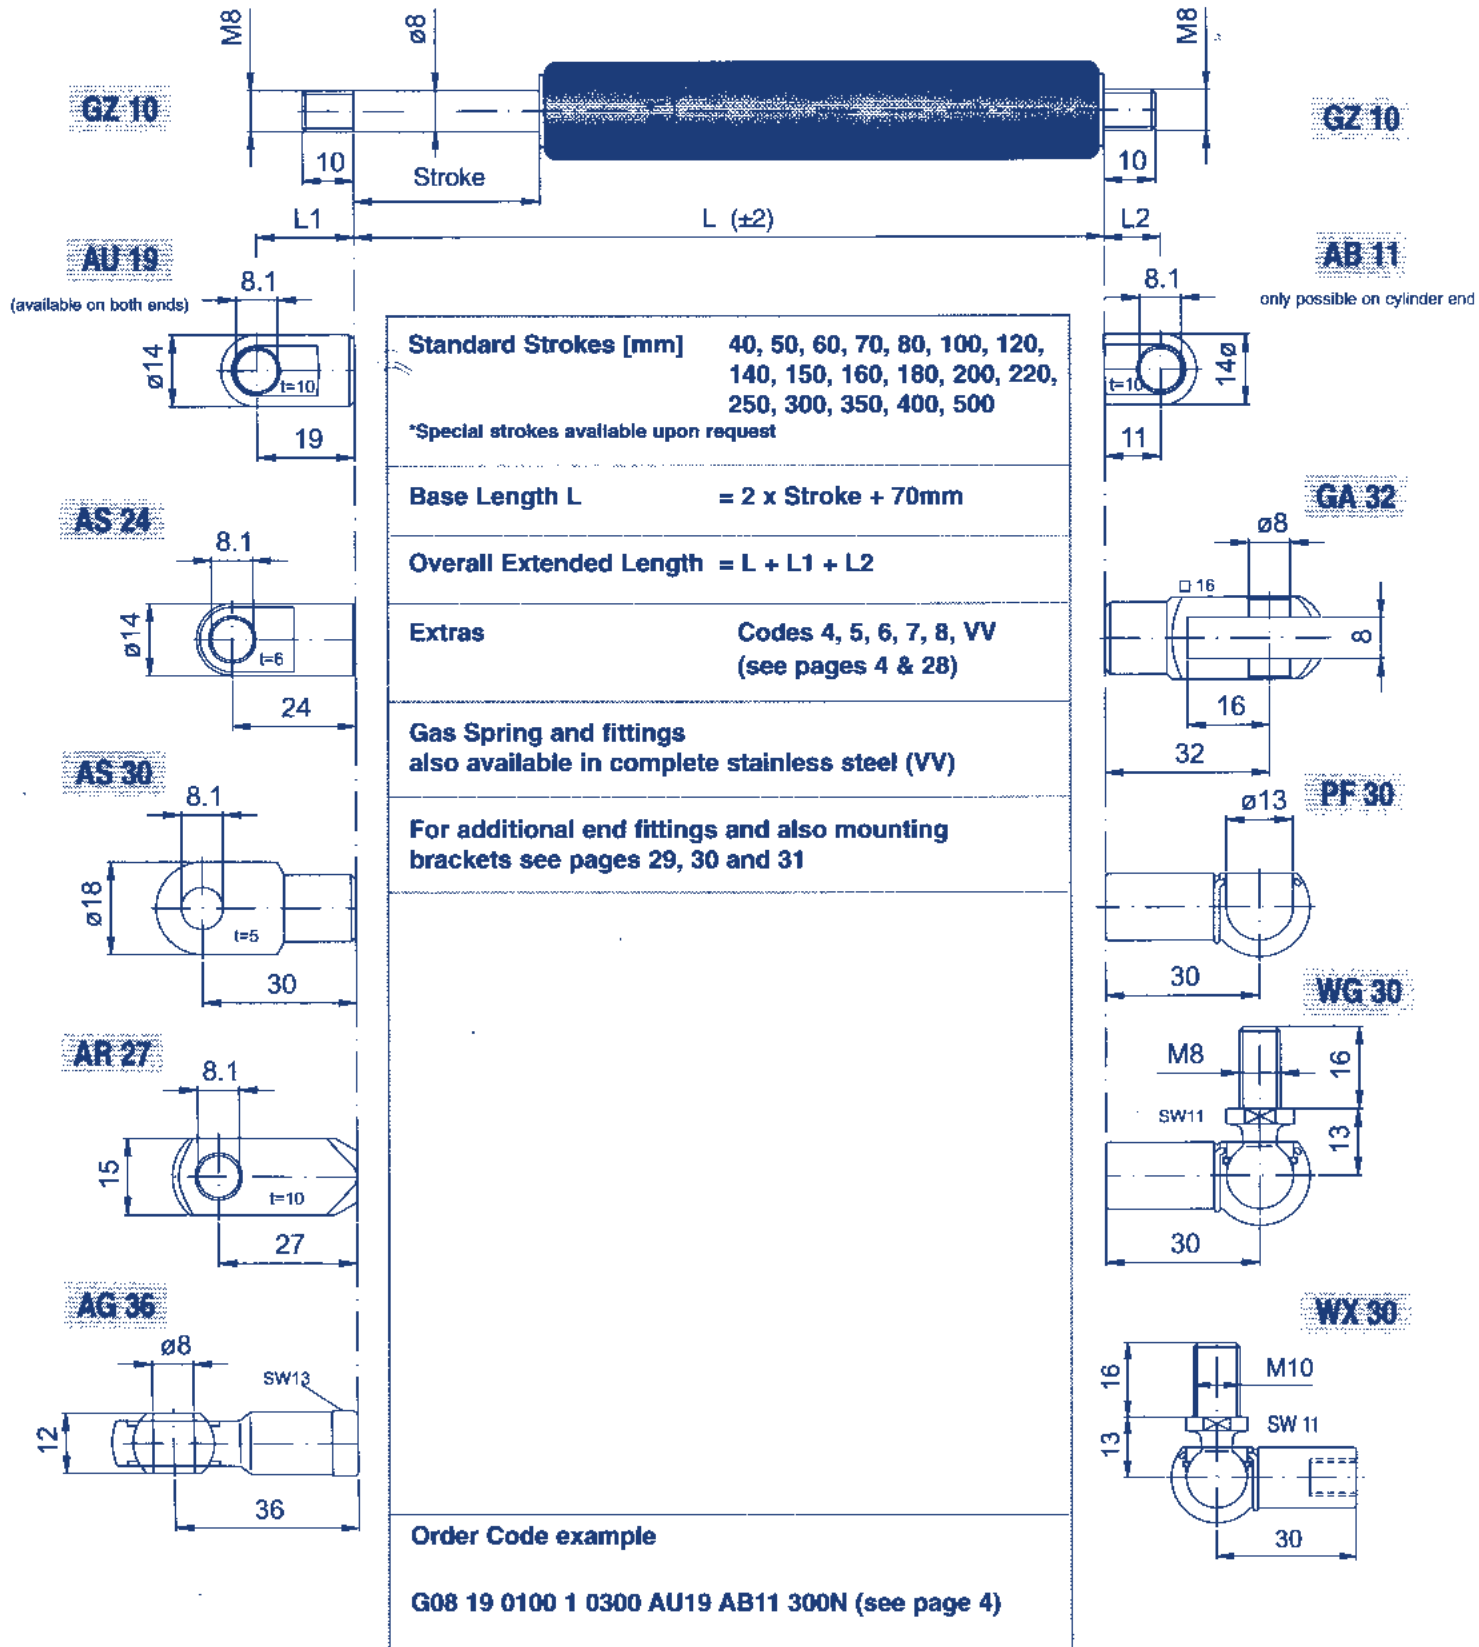 M8
ø8
M8
GZ 10
GZ 10
10
Stroke
10
L1
L (±2)
L2
AU 19
(available on both ends)
8.1
ø14
t=10
19
AB 11
only possible on cylinder end
8.1
14ø
t=10
11
Standard Strokes [mm] 40, 50, 60, 70, 80, 100, 120,
140, 150, 160, 180, 200, 220,
250, 300, 350, 400, 500
*Special strokes available upon request
Base Length L = 2 x Stroke + 70mm
Overall Extended Length = L + L1 + L2
Extras Codes 4, 5, 6, 7, 8, VV
(see pages 4 & 28)
Gas Spring and fittings
also available in complete stainless steel (VV)
For additional end fittings and also mounting
brackets see pages 29, 30 and 31
Order Code example
G08 19 0100 1 0300 AU19 AB11 300N (see page 4)
AS 24
8.1
ø14
t=6
24
AS 30
8.1
ø18
t=5
30
AR 27
8.1
15
t=10
27
AG 36
ø8
SW13
12
36
GA 32
ø8
□ 16
8
16
32
PF 30
ø13
30
WG 30
M8
16
SW11
13
30
WX 30
16
M10
13
SW 11
30